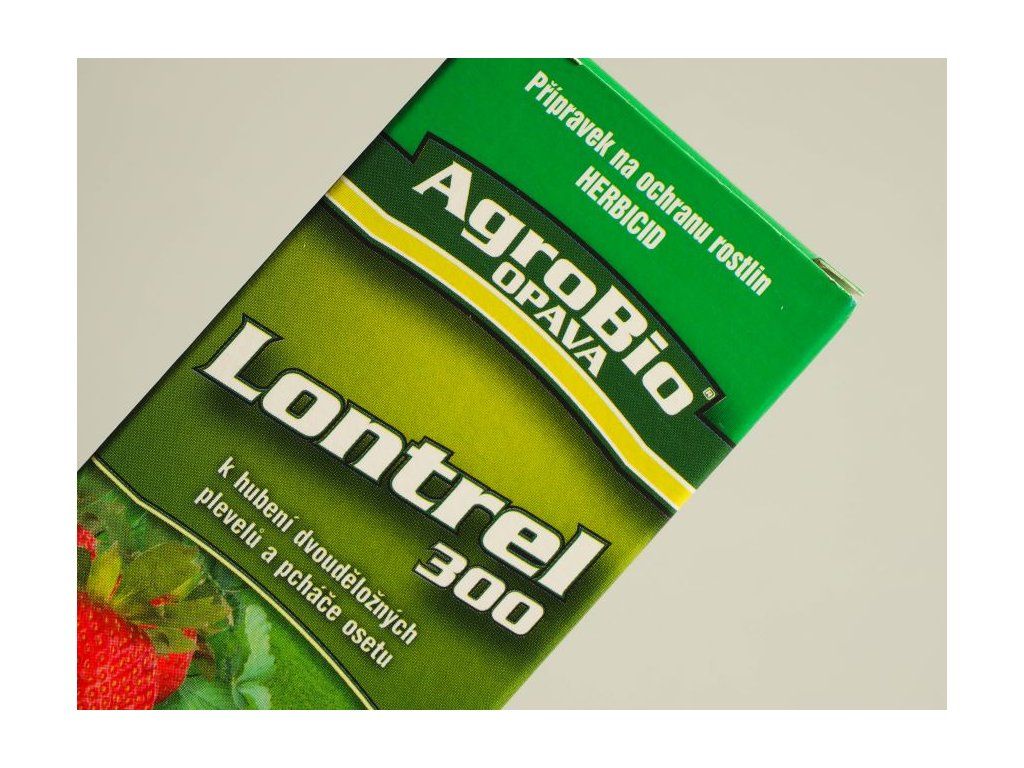 Přípravek na ochranu rostlin
HERBICID
AgroBio®
OPAVA
Lontrel
300
k hubení dvouděložných
plevelů a pcháče osetu